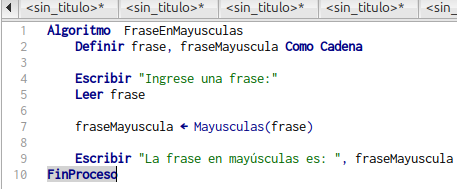 <sin_titulo>* <sin_titulo>* <sin_titulo>* <sin_titulo>* <sin
1 Algoritmo FraseEnMayusculas
2 Definir frase, fraseMayuscula Como Cadena
3
4 Escribir "Ingrese una frase:"
5 Leer frase
6
7 fraseMayuscula ← Mayusculas(frase)
8
9 Escribir "La frase en mayúsculas es: ", fraseMayuscula
10 FinProceso